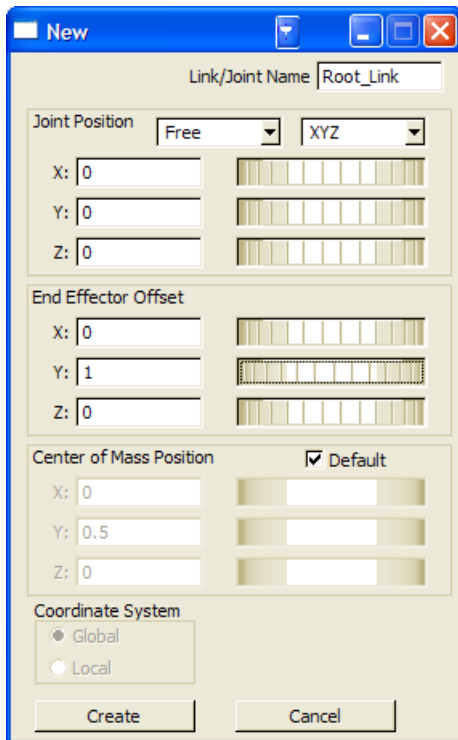 New
Link/Joint Name Root_Link
Joint Position Free XYZ
X: 0
Y: 0
Z: 0
End Effector Offset
X: 0
Y: 1
Z: 0
Center of Mass Position Default
X: 0
Y: 0.5
Z: 0
Coordinate System
Global
Local
Create Cancel